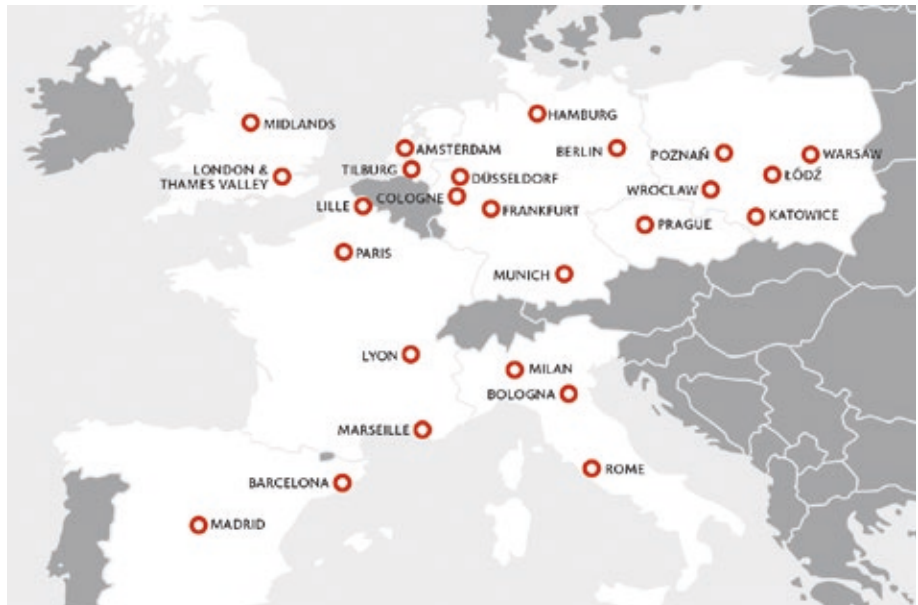 HAMBURG
MIDLANDS
AMSTERDAM
BERLIN
POZNAŃ
WARSAW
LONDON &
THAMES VALLEY
TILBURG
DÜSSELDORF
ŁÓDŹ
COLOGNE
WROCLAW
LILLE
FRANKFURT
KATOWICE
PRAGUE
PARIS
MUNICH
LYON
MILAN
BOLOGNA
MARSEILLE
ROME
BARCELONA
MADRID